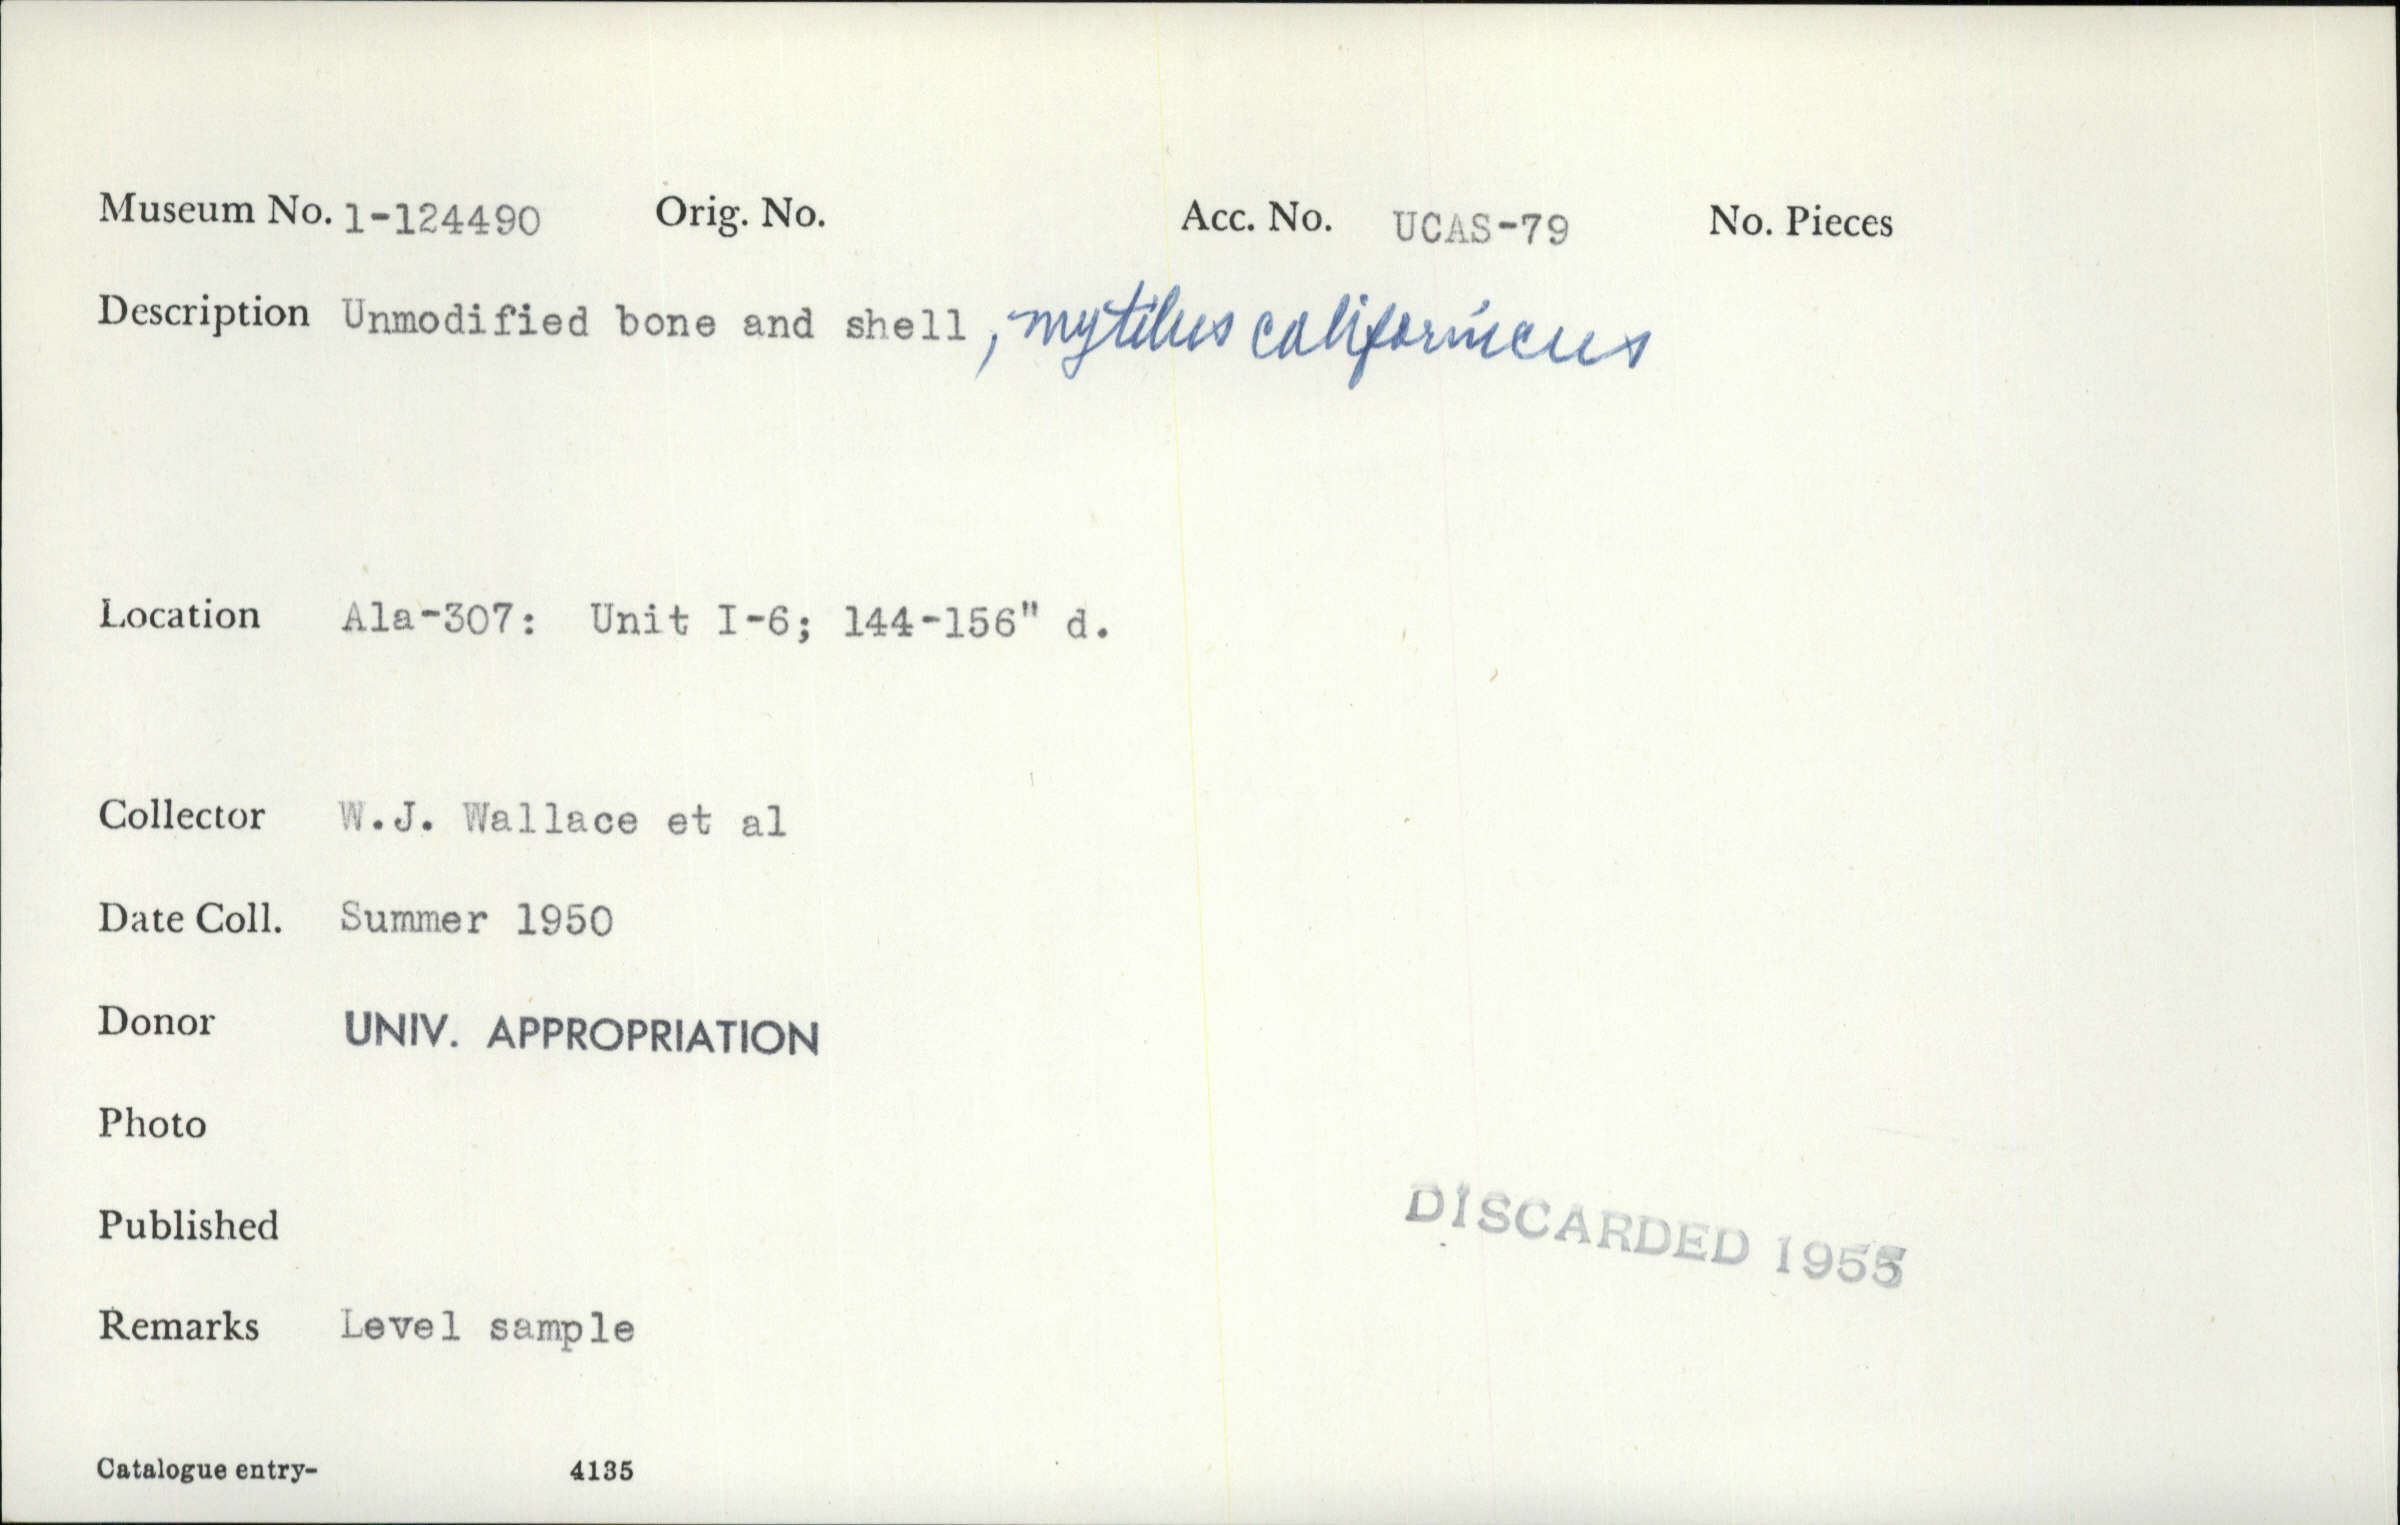 Museum No. 1-124490 Orig. No. Acc. No. UCAS-79 No. Pieces
Description Unmodified bone and shell, mytilus californicus
Location Ala-307: Unit I-6; 144-156" d.
Collector W.J. Wallace et al
Date Coll. Summer 1950
Donor UNIV. APPROPRIATION
Photo
DISCARDED 1955
Published
Remarks Level sample
Catalogue entry- 4135